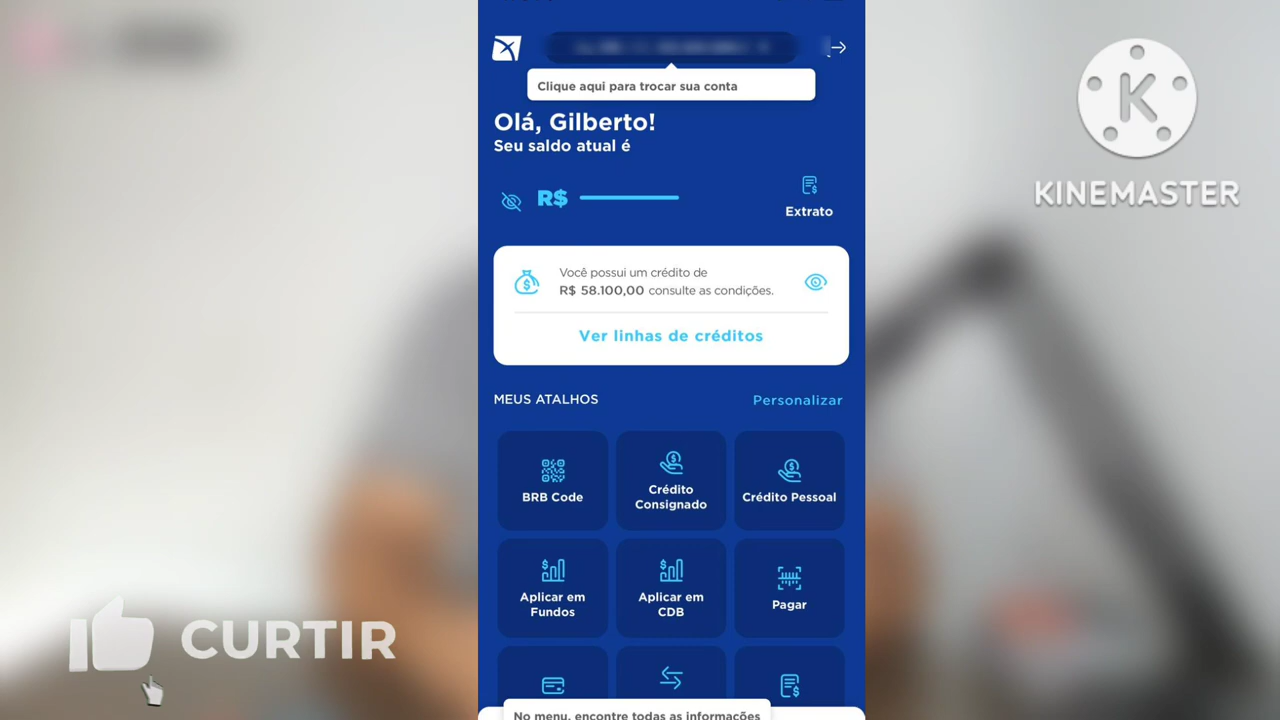 Clique aqui para trocar sua conta
Olá, Gilberto!
Seu saldo atual é
R$
Extrato
Você possui um crédito de
R$ 58.100,00 consulte as condições.
Ver linhas de créditos
MEUS ATALHOS
Personalizar
BRB Code
Crédito
Consignado
Crédito Pessoal
Aplicar em
Fundos
Aplicar em
CDB
Pagar
No menu, encontre todas as informações
K
KINEMASTER
CURTIR